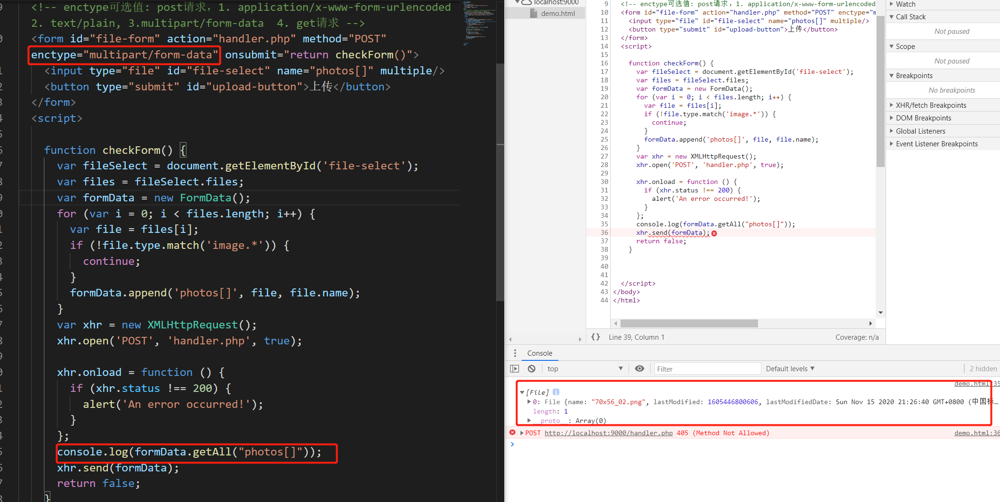 <!-- enctype可选值: post请求，1. application/x-www-form-urlencoded
2. text/plain, 3.multipart/form-data  4. get请求 -->
<form id="file-form" action="handler.php" method="POST"
enctype="multipart/form-data" onsubmit="return checkForm()">
<input type="file" id="file-select" name="photos[]" multiple/>
<button type="submit" id="upload-button">上传</button>
</form>
<script>
function checkForm() {
var fileSelect = document.getElementById('file-select');
var files = fileSelect.files;
var formData = new FormData();
for (var i = 0; i < files.length; i++) {
var file = files[i];
if (!file.type.match('image.*')) {
continue;
}
formData.append('photos[]', file, file.name);
}
var xhr = new XMLHttpRequest();
xhr.open('POST', 'handler.php', true);
xhr.onload = function () {
if (xhr.status !== 200) {
alert('An error occurred!');
}
};
console.log(formData.getAll("photos[]"));
xhr.send(formData);
return false;
}
localhost:9000
demo.html
9 <!-- enctype可选值: post请求，1. application/x-www-form-urlencoded
10 <form id="file-form" action="handler.php" method="POST" enctype="m
11 <input type="file" id="file-select" name="photos[]" multiple/>
12 <button type="submit" id="upload-button">上传</button>
13 </form>
14 <script>
15
16 function checkForm() {
17 var fileSelect = document.getElementById('file-select');
18 var files = fileSelect.files;
19 var formData = new FormData();
20 for (var i = 0; i < files.length; i++) {
21 var file = files[i];
22 if (!file.type.match('image.*')) {
23 continue;
24 }
25 formData.append('photos[]', file, file.name);
26 }
27 var xhr = new XMLHttpRequest();
28 xhr.open('POST', 'handler.php', true);
29
30 xhr.onload = function () {
31 if (xhr.status !== 200) {
32 alert('An error occurred!');
33 }
34 };
35 console.log(formData.getAll("photos[]"));
36 xhr.send(formData);
37 return false;
38 }
39
40
41
42 </script>
43 </body>
44 </html>
{} Line 39, Column 1 Coverage: n/a
Watch
Call Stack
Not paused
Scope
Not paused
Breakpoints
No breakpoints
XHR/fetch Breakpoints
DOM Breakpoints
Global Listeners
Event Listener Breakpoints
Console
top Filter Default levels 2 hidden
demo.html:35
[File]
0: File {name: "70x56_02.png", lastModified: 1605446800606, lastModifiedDate: Sun Nov 15 2020 21:26:40 GMT+0800 (中国标…
length: 1
__proto__: Array(0)
POST http://localhost:9000/handler.php 405 (Method Not Allowed) demo.html:36